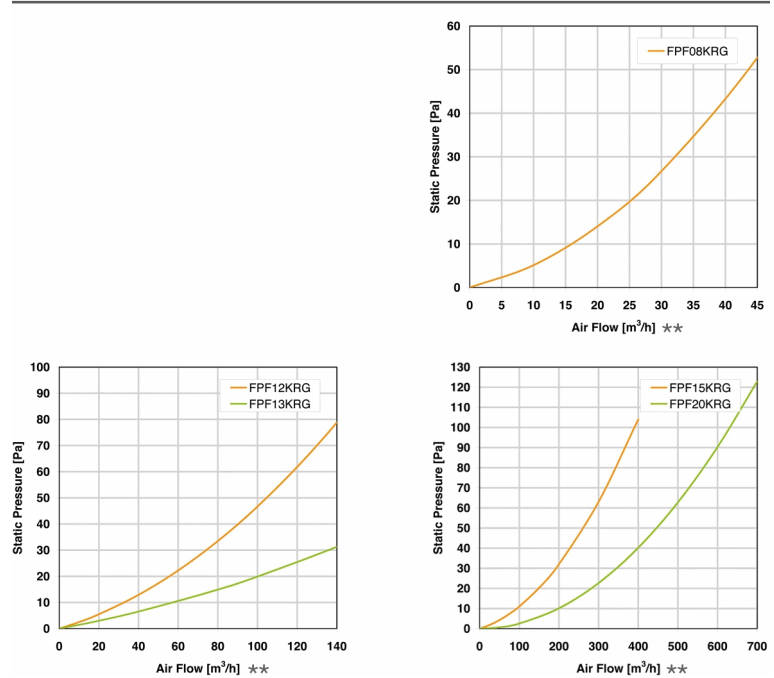 60
50
40
30
20
10
0
Static Pressure [Pa]
FPF08KRG
0 5 10 15 20 25 30 35 40 45
Air Flow [m³/h] **
100
90
80
70
60
50
40
30
20
10
0
Static Pressure [Pa]
FPF12KRG
FPF13KRG
0 20 40 60 80 100 120 140
Air Flow [m³/h] **
130
120
110
100
90
80
70
60
50
40
30
20
10
0
Static Pressure [Pa]
FPF15KRG
FPF20KRG
0 100 200 300 400 500 600 700
Air Flow [m³/h] **